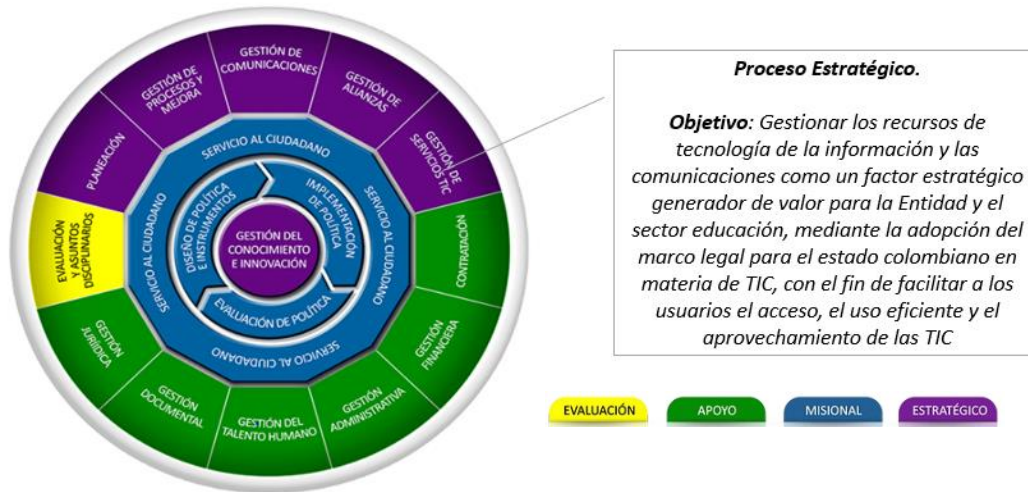 GESTIÓN DE
COMUNICACIONES
GESTIÓN DE
ALIANZAS
GESTIÓN DE
SERVICIOS TIC
CONTRATACIÓN
GESTIÓN
FINANCIERA
GESTIÓN
ADMINISTRATIVA
GESTIÓN DEL
TALENTO HUMANO
GESTIÓN
DOCUMENTAL
GESTIÓN
JURÍDICA
EVALUACIÓN
Y ASUNTOS
DISCIPLINARIOS
PLANEACIÓN
GESTIÓN DE
PROCESOS Y
MEJORA
SERVICIO AL CIUDADANO
SERVICIO AL CIUDADANO
SERVICIO AL CIUDADANO
SERVICIO AL CIUDADANO
DISEÑO DE POLÍTICA
E INSTRUMENTOS
IMPLEMENTACIÓN
DE POLÍTICA
EVALUACIÓN DE POLÍTICA
GESTIÓN DEL
CONOCIMIENTO
E INNOVACIÓN
Proceso Estratégico.
Objetivo: Gestionar los recursos de
tecnología de la información y las
comunicaciones como un factor estratégico
generador de valor para la Entidad y el
sector educación, mediante la adopción del
marco legal para el estado colombiano en
materia de TIC, con el fin de facilitar a los
usuarios el acceso, el uso eficiente y el
aprovechamiento de las TIC
EVALUACIÓN
APOYO
MISIONAL
ESTRATÉGICO